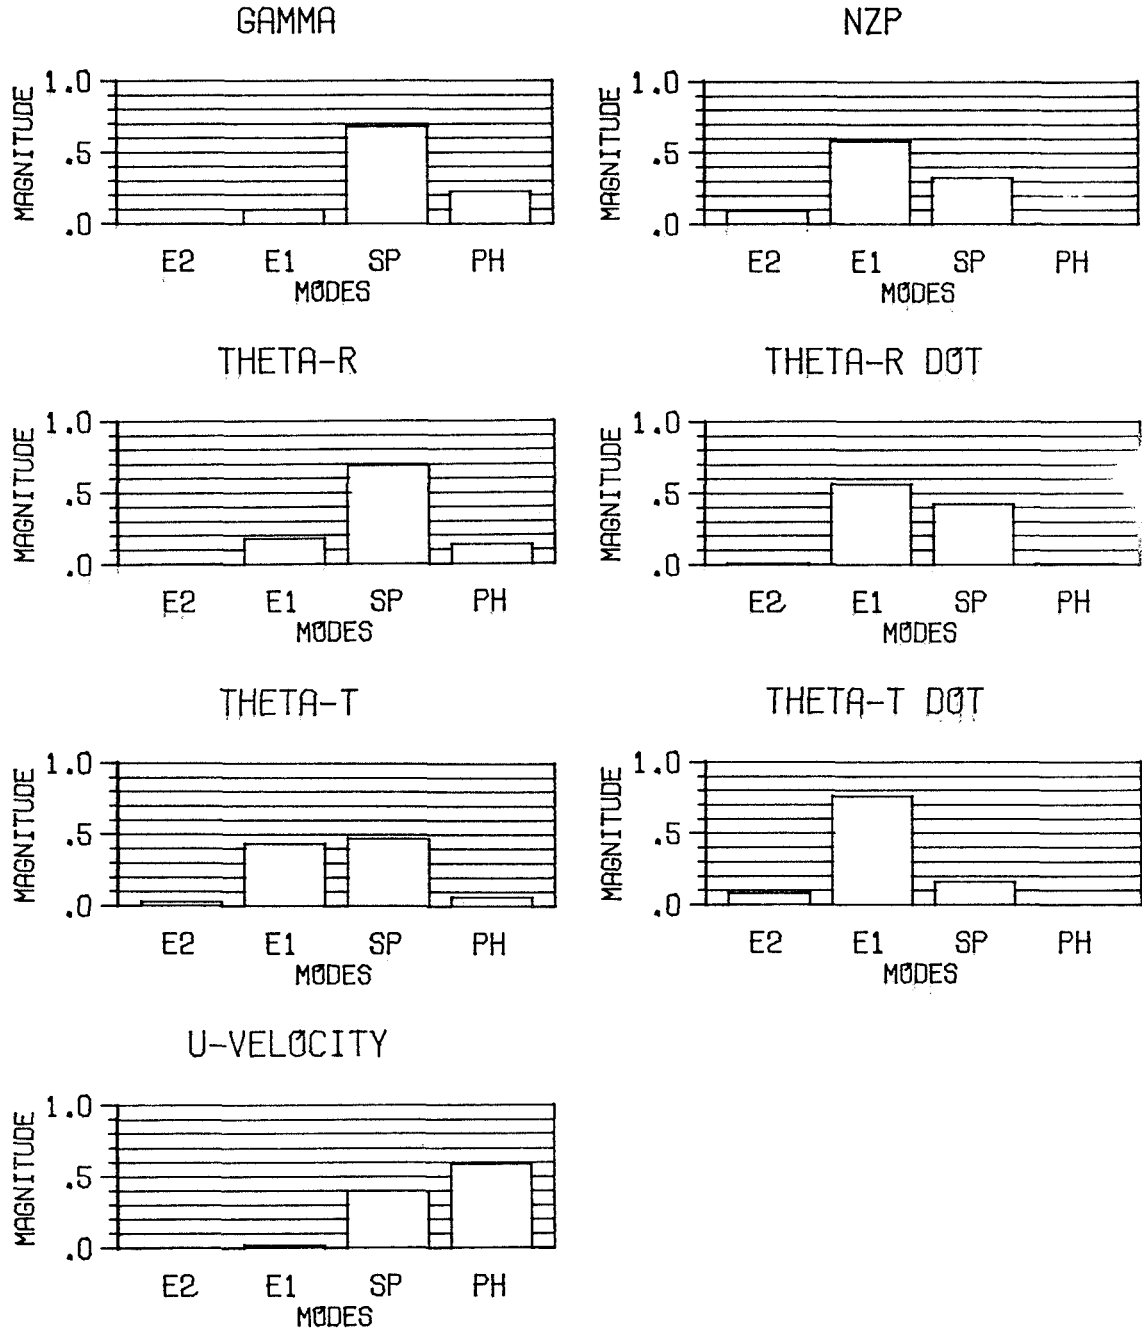 GAMMA
MAGNITUDE
1.0
.5
.0
E2 E1 SP PH
MODES
NZP
MAGNITUDE
1.0
.5
.0
E2 E1 SP PH
MODES
THETA-R
MAGNITUDE
1.0
.5
.0
E2 E1 SP PH
MODES
THETA-R DOT
MAGNITUDE
1.0
.5
.0
E2 E1 SP PH
MODES
THETA-T
MAGNITUDE
1.0
.5
.0
E2 E1 SP PH
MODES
THETA-T DOT
MAGNITUDE
1.0
.5
.0
E2 E1 SP PH
MODES
U-VELOCITY
MAGNITUDE
1.0
.5
.0
E2 E1 SP PH
MODES